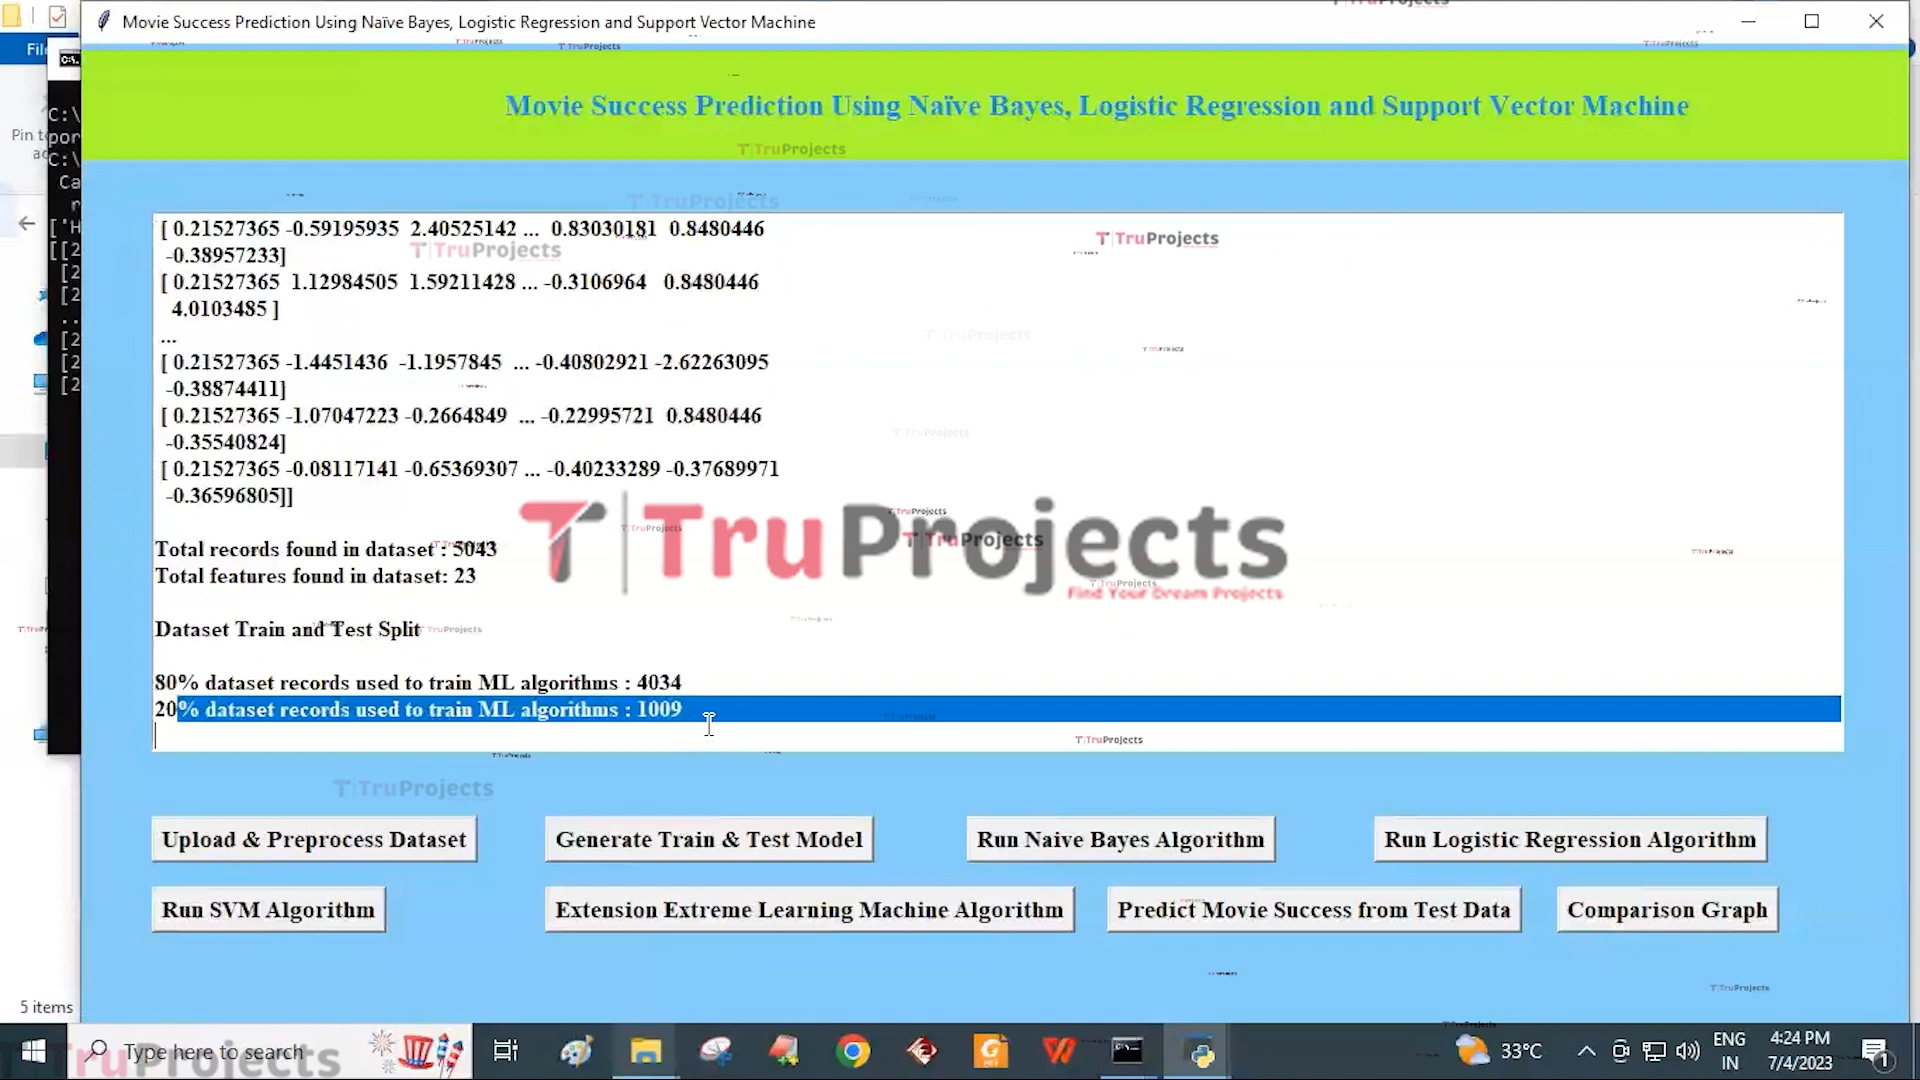 Movie Success Prediction Using Naïve Bayes, Logistic Regression and Support Vector Machine
Fil
Movie Success Prediction Using Naïve Bayes, Logistic Regression and Support Vector Machine
TruProjects
[ 0.21527365 -0.59195935 2.40525142 ... 0.83030181 0.8480446
-0.38957233]
[ 0.21527365 1.12984505 1.59211428 ... -0.3106964 0.8480446
4.0103485 ]
...
[ 0.21527365 -1.4451436 -1.1957845 ... -0.40802921 -2.62263095
-0.38874411]
[ 0.21527365 -1.07047223 -0.2664849 ... -0.22995721 0.8480446
-0.35540824]
[ 0.21527365 -0.08117141 -0.65369307 ... -0.40233289 -0.37689971
-0.36596805]]
TruProjects
Find Your Dream Projects
Total records found in dataset : 5043
Total features found in dataset: 23
Dataset Train and Test Split
80% dataset records used to train ML algorithms : 4034
20% dataset records used to train ML algorithms : 1009
TruProjects
Upload & Preprocess Dataset
Generate Train & Test Model
Run Naive Bayes Algorithm
Run Logistic Regression Algorithm
Run SVM Algorithm
Extension Extreme Learning Machine Algorithm
Predict Movie Success from Test Data
Comparison Graph
5 items
Type here to search
33°C
ENG
IN
4:24 PM
7/4/2023